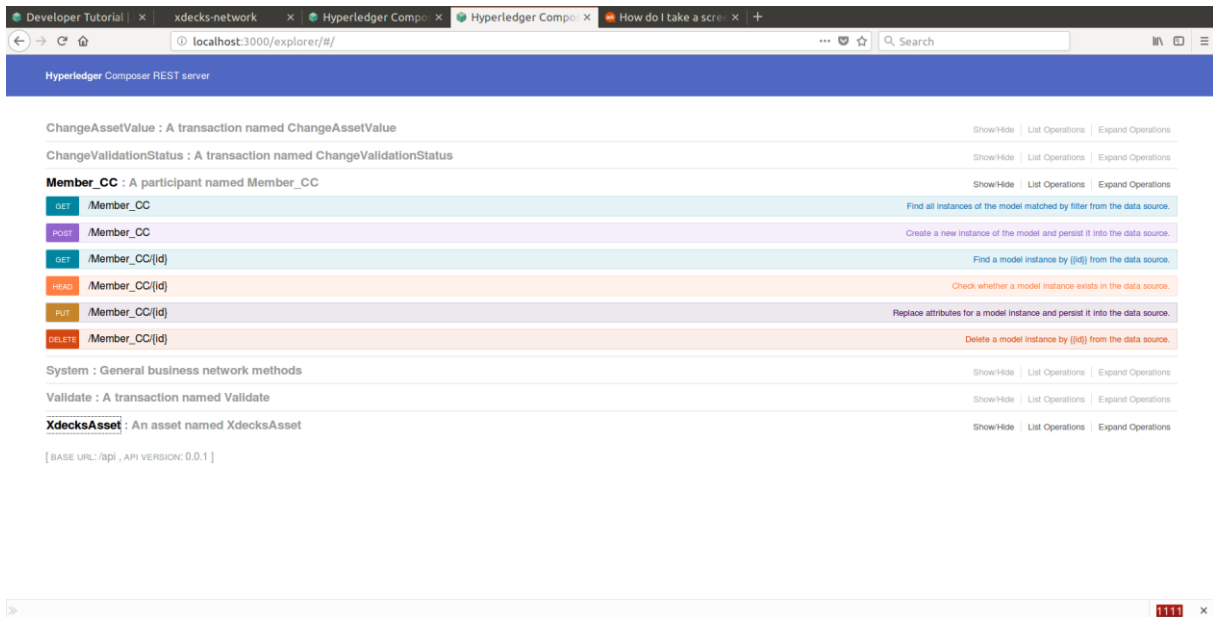 Developer Tutorial | xdecks-network Hyperledger Compo Hyperledger Compo How do I take a scree
localhost:3000/explorer/#/ Search
Hyperledger Composer REST server
ChangeAssetValue : A transaction named ChangeAssetValue Show/Hide List Operations Expand Operations
ChangeValidationStatus : A transaction named ChangeValidationStatus Show/Hide List Operations Expand Operations
Member_CC : A participant named Member_CC Show/Hide List Operations Expand Operations
GET /Member_CC Find all instances of the model matched by filter from the data source.
POST /Member_CC Create a new instance of the model and persist it into the data source.
GET /Member_CC/{id} Find a model instance by {{id}} from the data source.
HEAD /Member_CC/{id} Check whether a model instance exists in the data source.
PUT /Member_CC/{id} Replace attributes for a model instance and persist it into the data source.
DELETE /Member_CC/{id} Delete a model instance by {{id}} from the data source.
System : General business network methods Show/Hide List Operations Expand Operations
Validate : A transaction named Validate Show/Hide List Operations Expand Operations
XdecksAsset : An asset named XdecksAsset Show/Hide List Operations Expand Operations
[ BASE URL: /api , API VERSION: 0.0.1 ]
1111